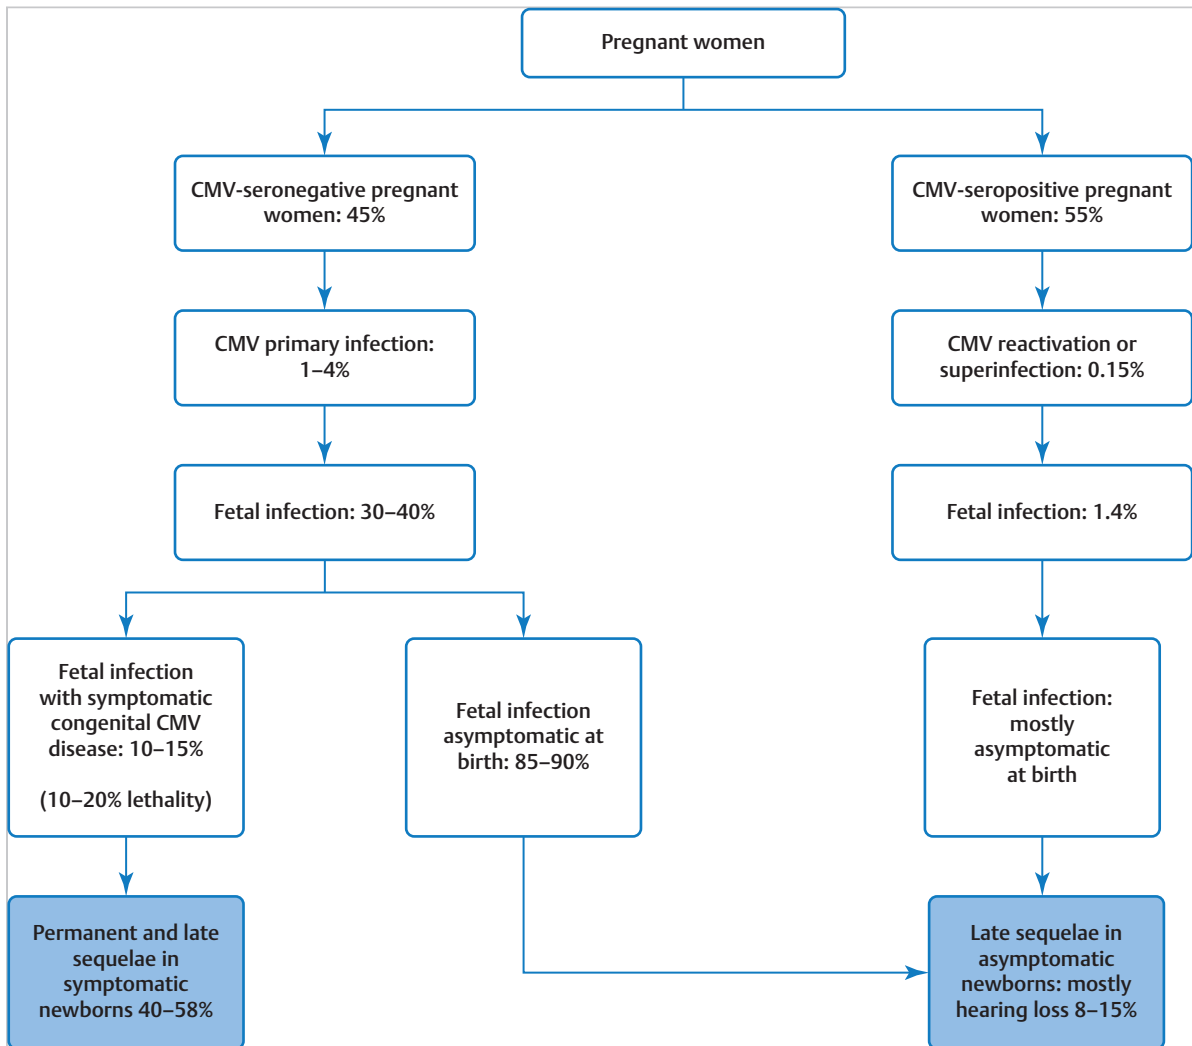 Pregnant women
CMV-seronegative pregnant
women: 45%
CMV-seropositive pregnant
women: 55%
CMV primary infection:
1–4%
CMV reactivation or
superinfection: 0.15%
Fetal infection: 30–40%
Fetal infection: 1.4%
Fetal infection
with symptomatic
congenital CMV
disease: 10–15%
(10–20% lethality)
Fetal infection
asymptomatic at
birth: 85–90%
Fetal infection:
mostly
asymptomatic
at birth
Permanent and late
sequelae in
symptomatic
newborns 40–58%
Late sequelae in
asymptomatic
newborns: mostly
hearing loss 8–15%